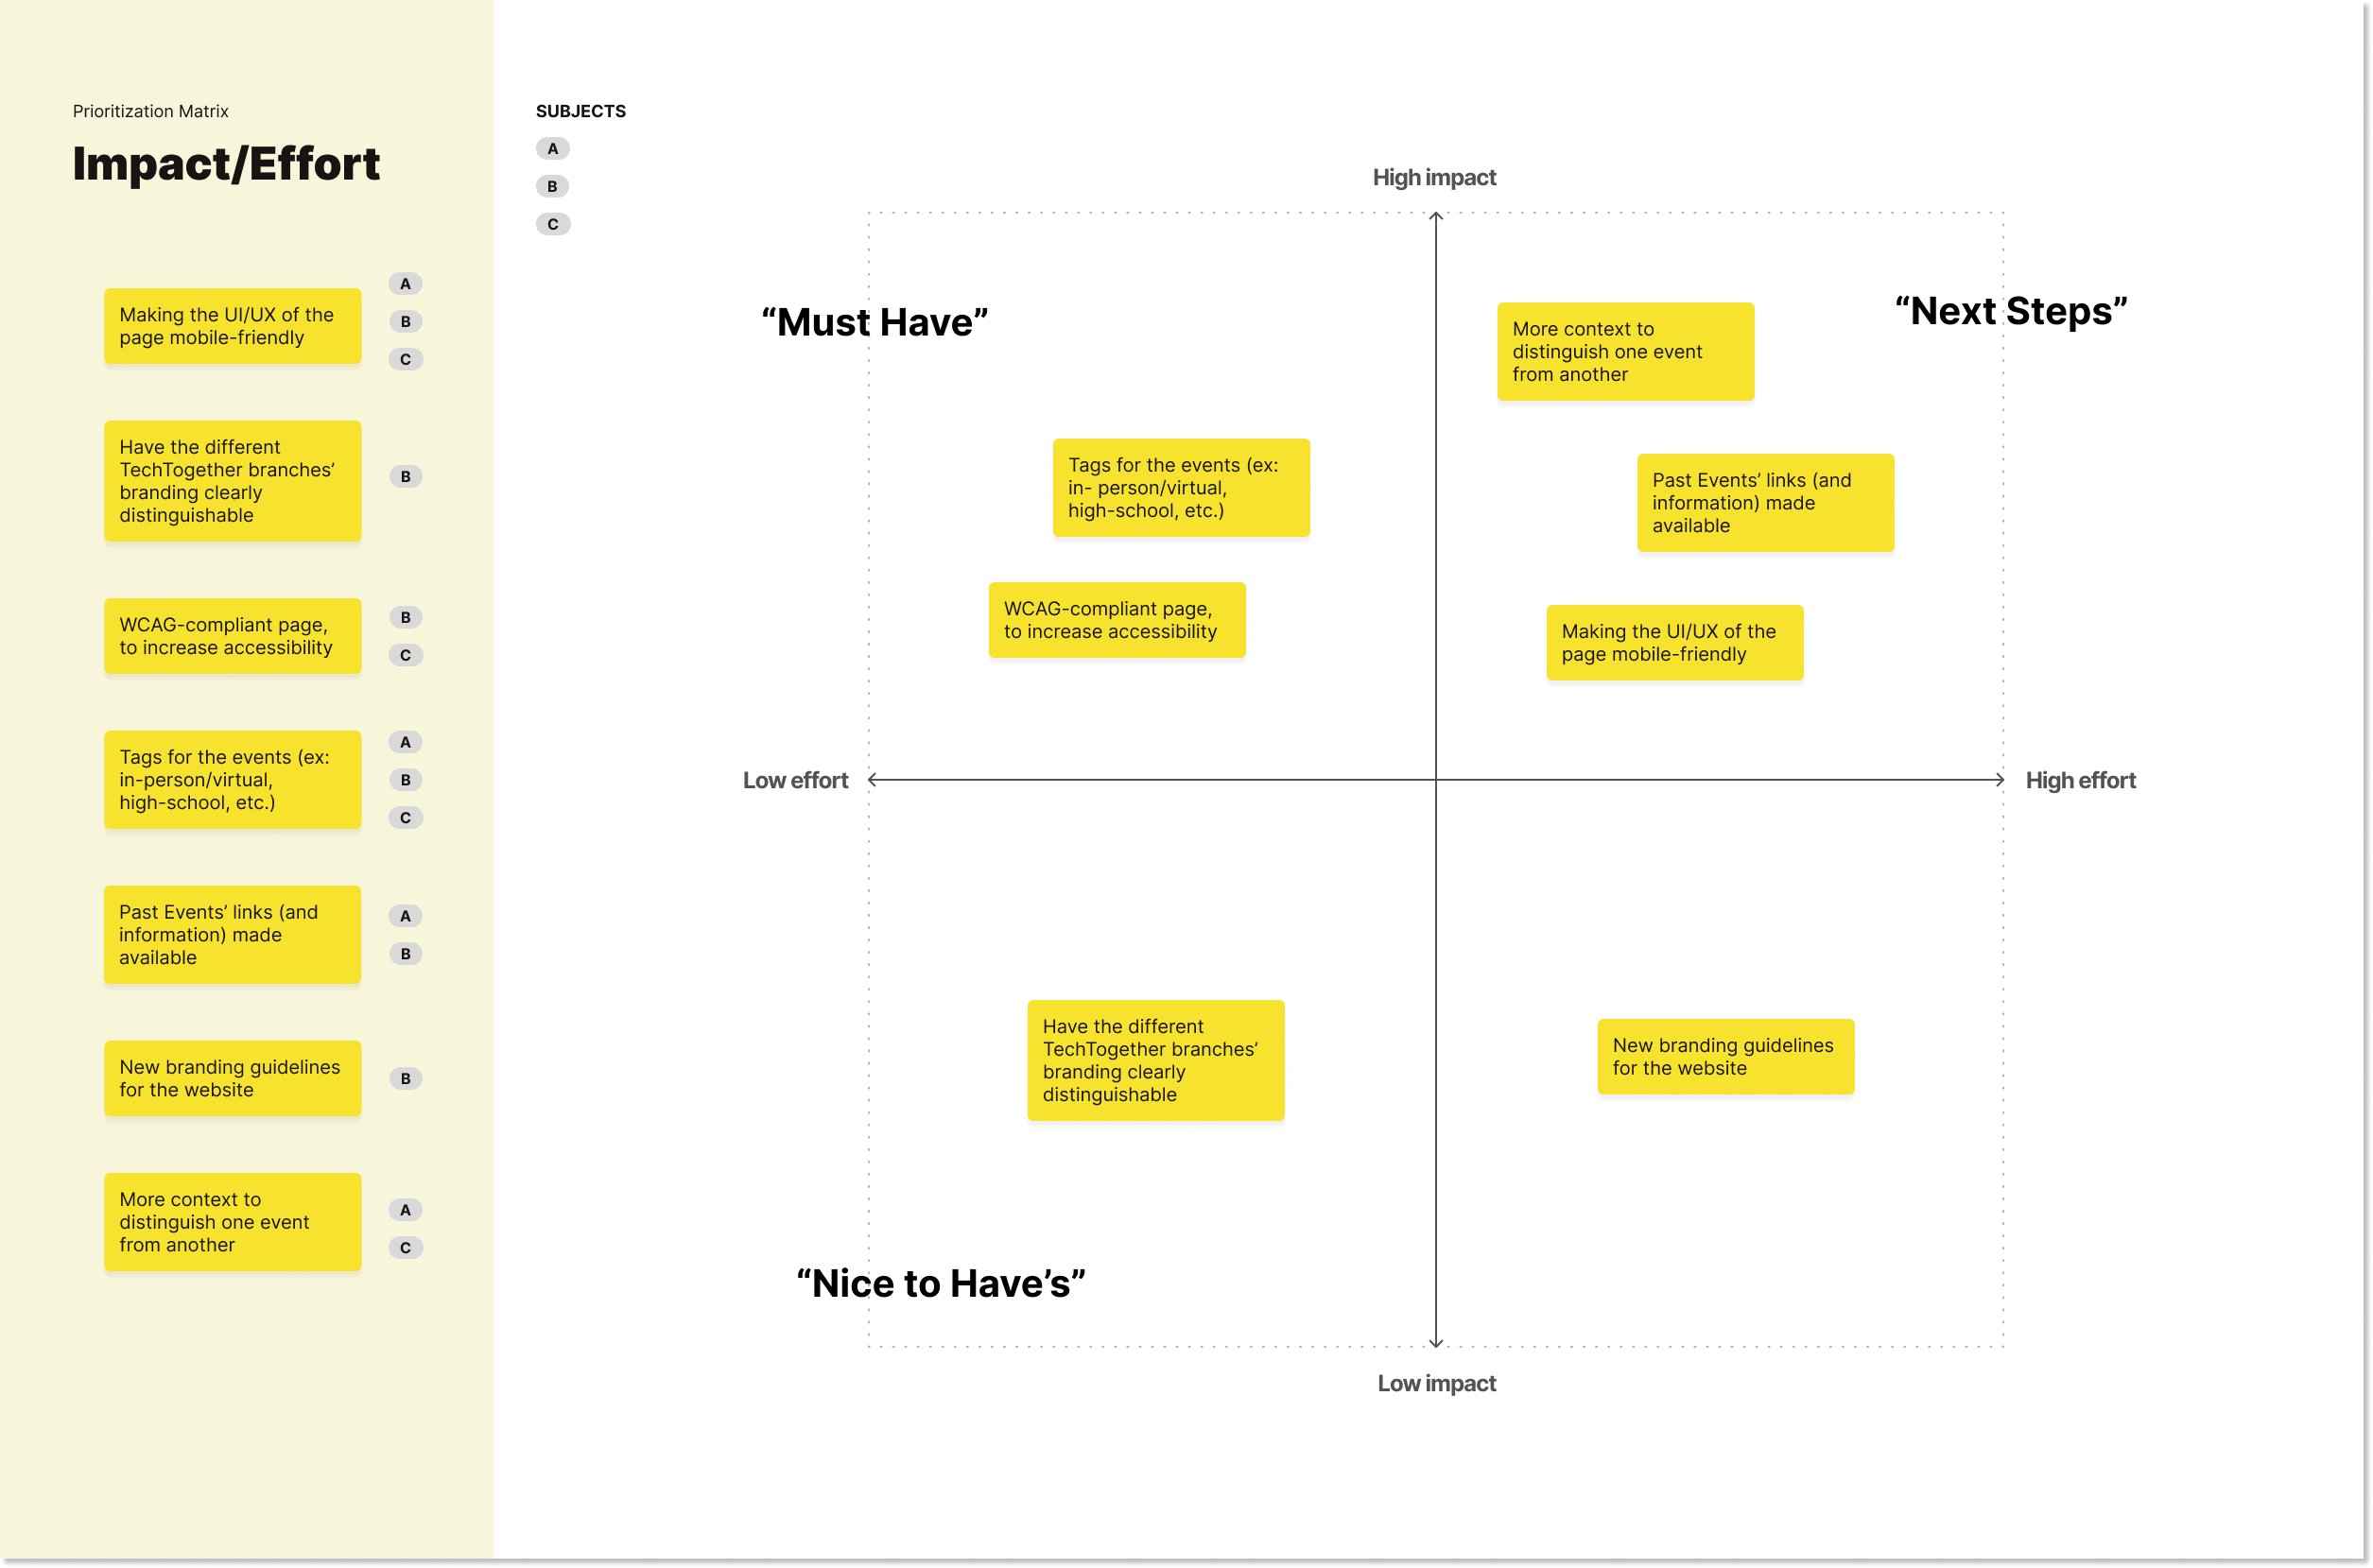 Prioritization Matrix
Impact/Effort
Making the UI/UX of the
page mobile-friendly
A
B
C
Have the different
TechTogether branches’
branding clearly
distinguishable
B
WCAG-compliant page,
to increase accessibility
B
C
Tags for the events (ex:
in-person/virtual,
high-school, etc.)
A
B
C
Past Events’ links (and
information) made
available
A
B
New branding guidelines
for the website
B
More context to
distinguish one event
from another
A
C
SUBJECTS
A
B
C
High impact
“Must Have”
“Next Steps”
More context to
distinguish one event
from another
Tags for the events (ex:
in- person/virtual,
high-school, etc.)
Past Events’ links (and
information) made
available
WCAG-compliant page,
to increase accessibility
Making the UI/UX of the
page mobile-friendly
Low effort
High effort
Have the different
TechTogether branches’
branding clearly
distinguishable
New branding guidelines
for the website
“Nice to Have’s”
Low impact